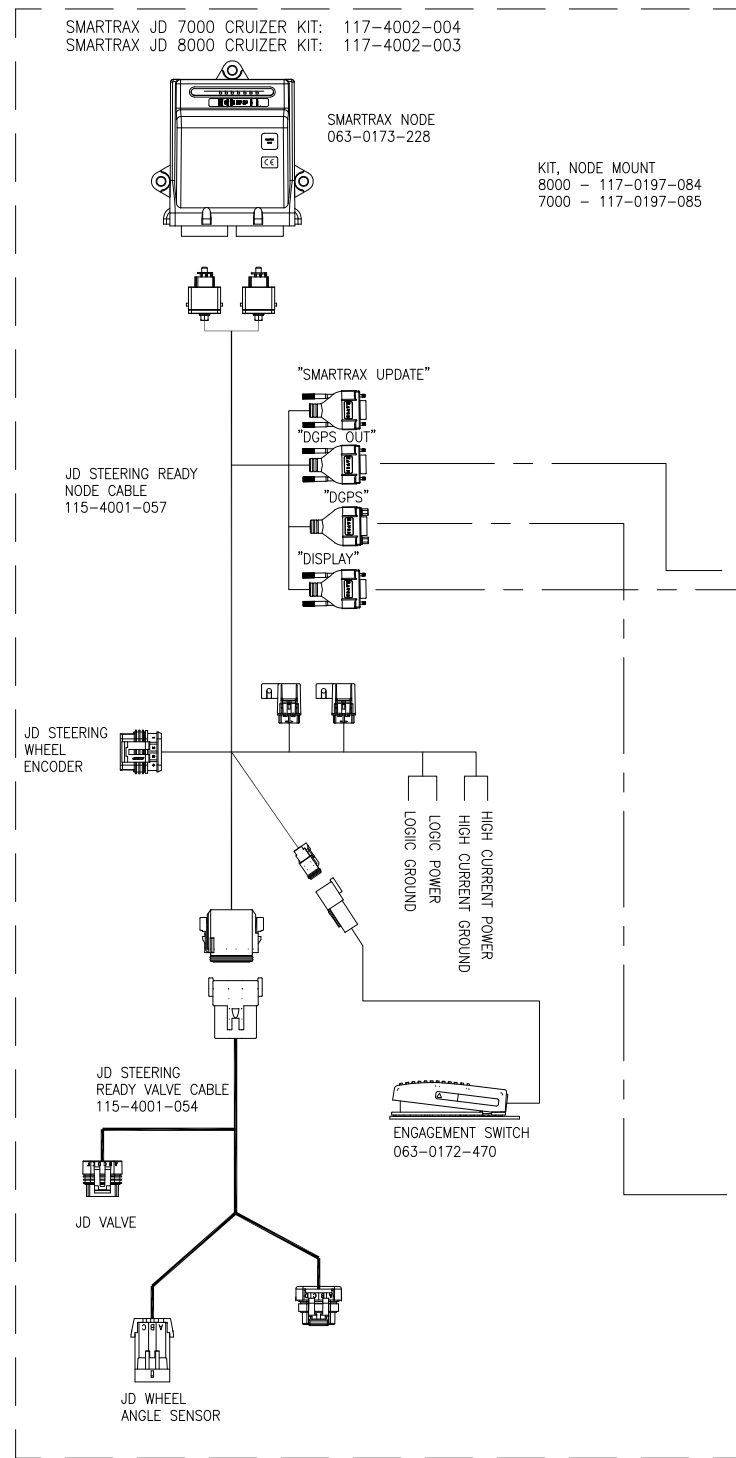 SMARTRAX JD 7000 CRUIZER KIT: 117-4002-004
SMARTRAX JD 8000 CRUIZER KIT: 117-4002-003
SMARTRAX NODE
063-0173-228
KIT, NODE MOUNT
8000 - 117-0197-084
7000 - 117-0197-085
CE
"SMARTRAX UPDATE"
"DGPS OUT"
"DGPS"
"DISPLAY"
JD STEERING READY
NODE CABLE
115-4001-057
JD STEERING
WHEEL
ENCODER
LOGIIC GROUND
LOGIC POWER
HIGH CURRENT GROUND
HIGH CURRENT POWER
JD STEERING
READY VALVE CABLE
115-4001-054
ENGAGEMENT SWITCH
063-0172-470
JD VALVE
A B C
JD WHEEL
ANGLE SENSOR